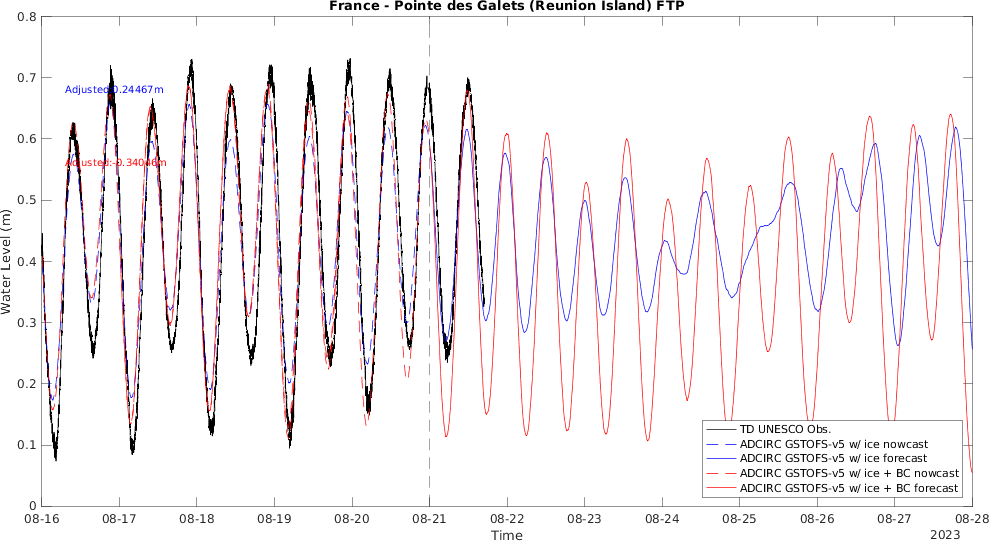 France - Pointe des Galets (Reunion Island) FTP
0.8
0.7
0.6
0.5
0.4
0.3
0.2
0.1
0
Water Level (m)
Adjusted:0.24467m
TD UNESCO Obs.
ADCIRC GSTOFS-v5 w/ ice nowcast
ADCIRC GSTOFS-v5 w/ ice forecast
ADCIRC GSTOFS-v5 w/ ice + BC nowcast
ADCIRC GSTOFS-v5 w/ ice + BC forecast
08-16 08-17 08-18 08-19 08-20 08-21 08-22 08-23 08-24 08-25 08-26 08-27 08-28
Time
2023